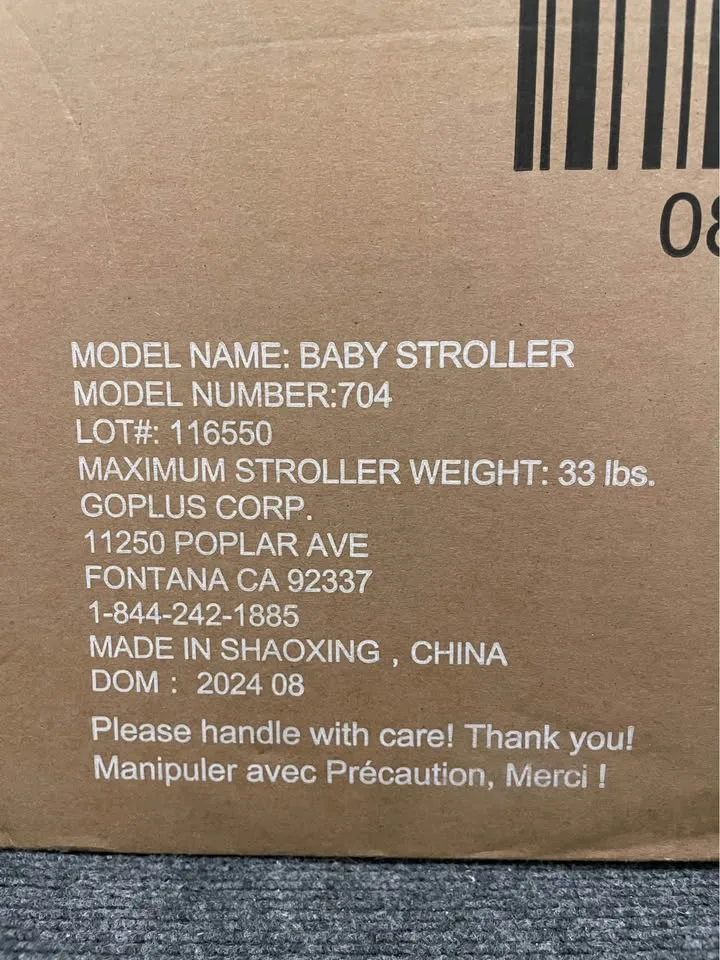 08
MODEL NAME: BABY STROLLER
MODEL NUMBER:704
LOT#: 116550
MAXIMUM STROLLER WEIGHT: 33 lbs.
GOPLUS CORP.
11250 POPLAR AVE
FONTANA CA 92337
1-844-242-1885
MADE IN SHAOXING , CHINA
DOM : 2024 08
Please handle with care! Thank you!
Manipuler avec Précaution, Merci !